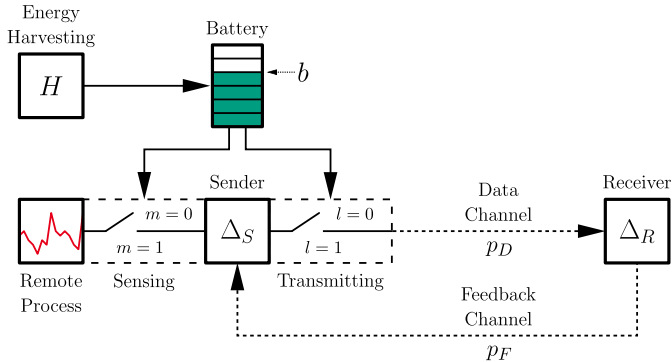 Energy
Harvesting
H
Battery
b
Sender
Receiver
m = 0
m = 1
Δ_S
l = 0
l = 1
Data
Channel
p_D
Δ_R
Remote
Process
Sensing
Transmitting
Feedback
Channel
p_F